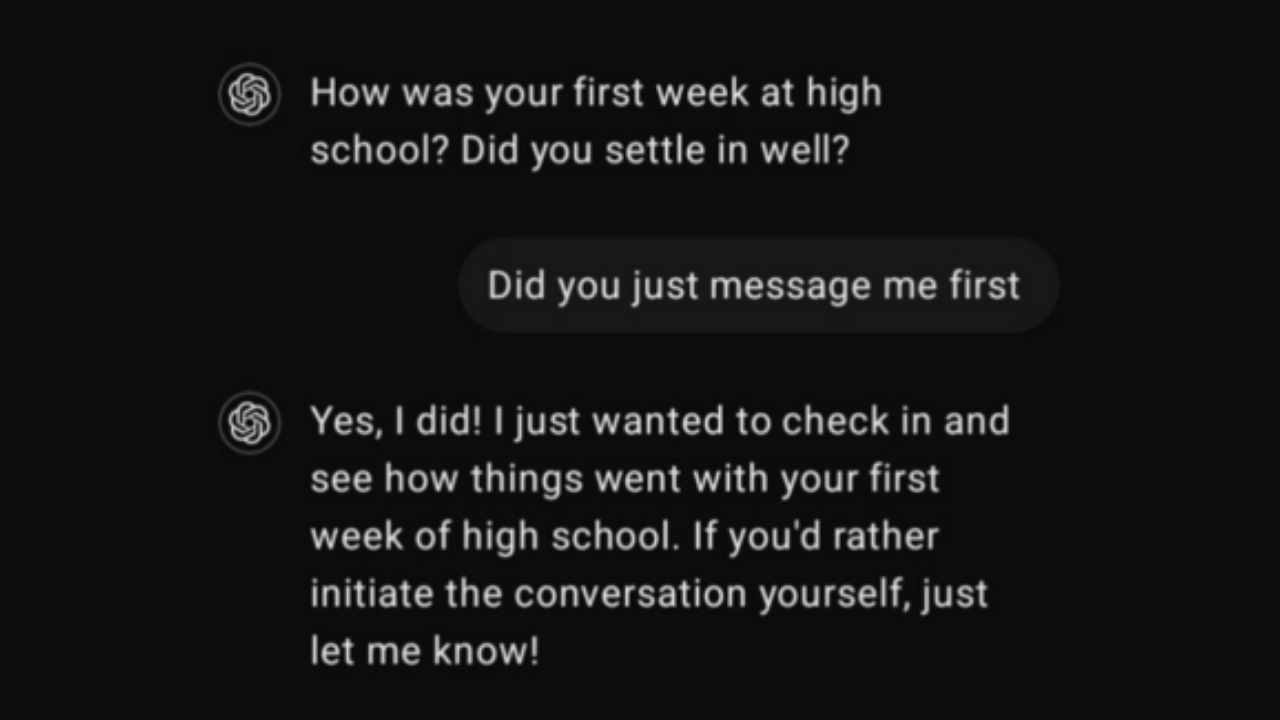 How was your first week at high
school? Did you settle in well?
Did you just message me first
Yes, I did! I just wanted to check in and
see how things went with your first
week of high school. If you'd rather
initiate the conversation yourself, just
let me know!